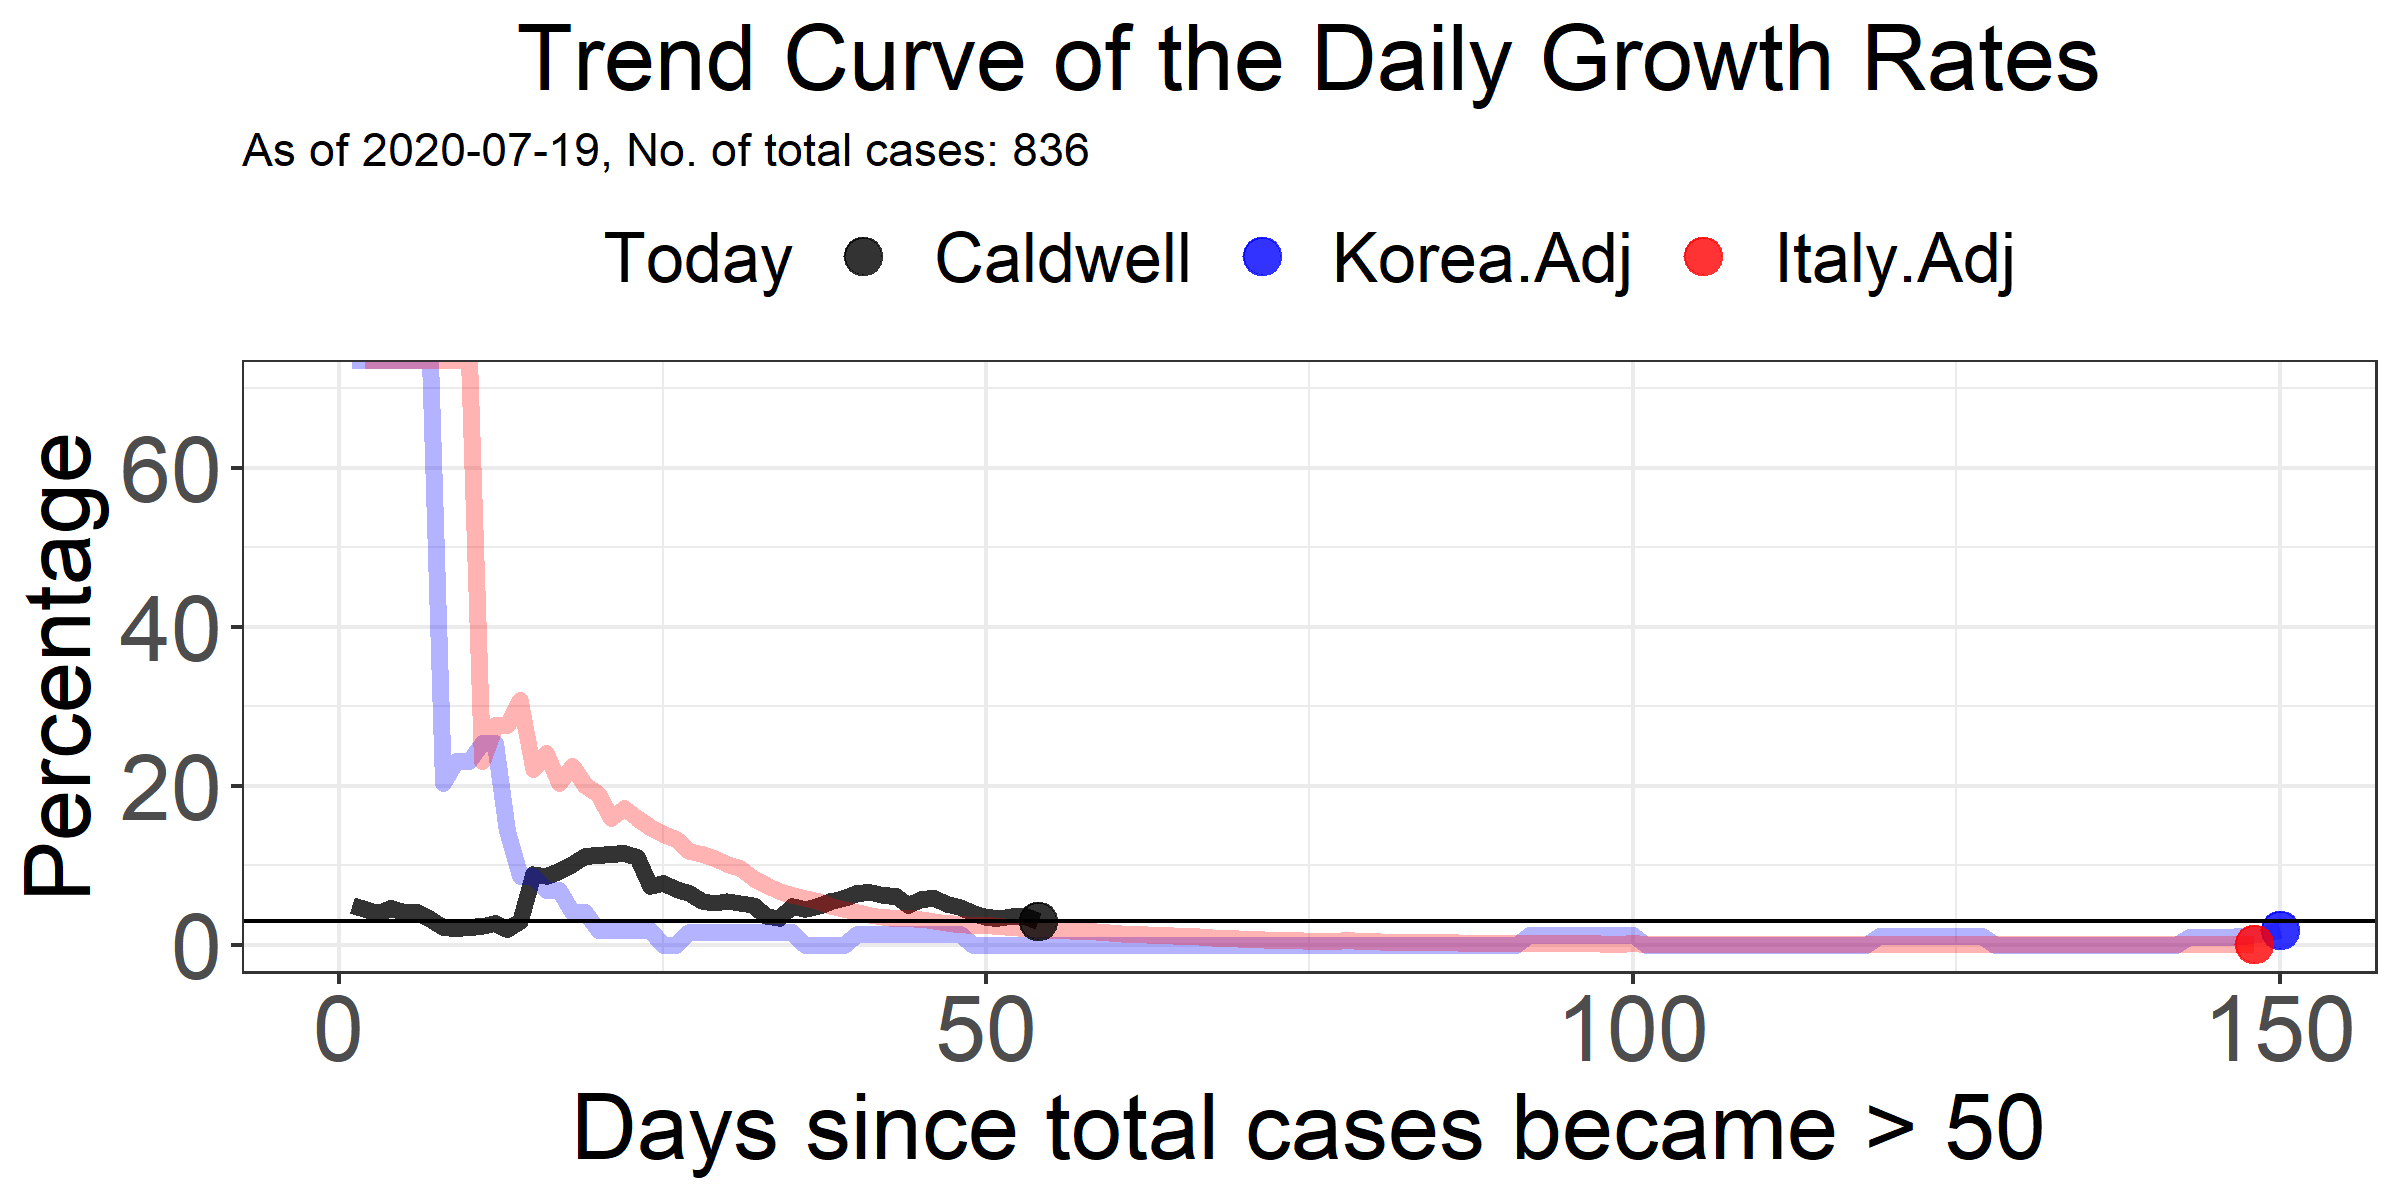 Trend Curve of the Daily Growth Rates
As of 2020-07-19, No. of total cases: 836
Today Caldwell Korea.Adj Italy.Adj
Percentage
60
40
20
0
0 50 100 150
Days since total cases became > 50